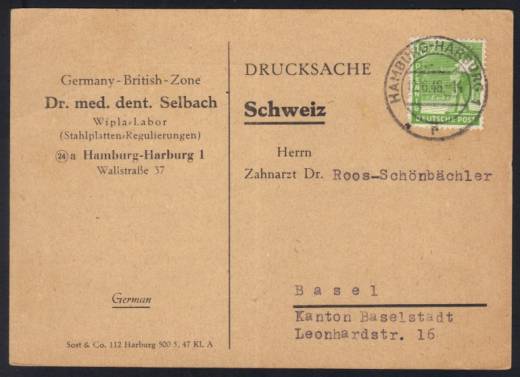 Germany-British-Zone
Dr. med. dent. Selbach
Wipla-Labor
(Stahlplatten-Regulierungen)
24 a Hamburg-Harburg 1
Wallstraße 37
German
Sost & Co. 112 Harburg 500 5, 47 Kl. A
DRUCKSACHE
Schweiz
Herrn
Zahnarzt Dr. Roos-Schönbächler
Basel
Kanton Baselstadt
Leonhardstr. 16
HAMBURG-HARBURG 1
DEUTSCHE POST